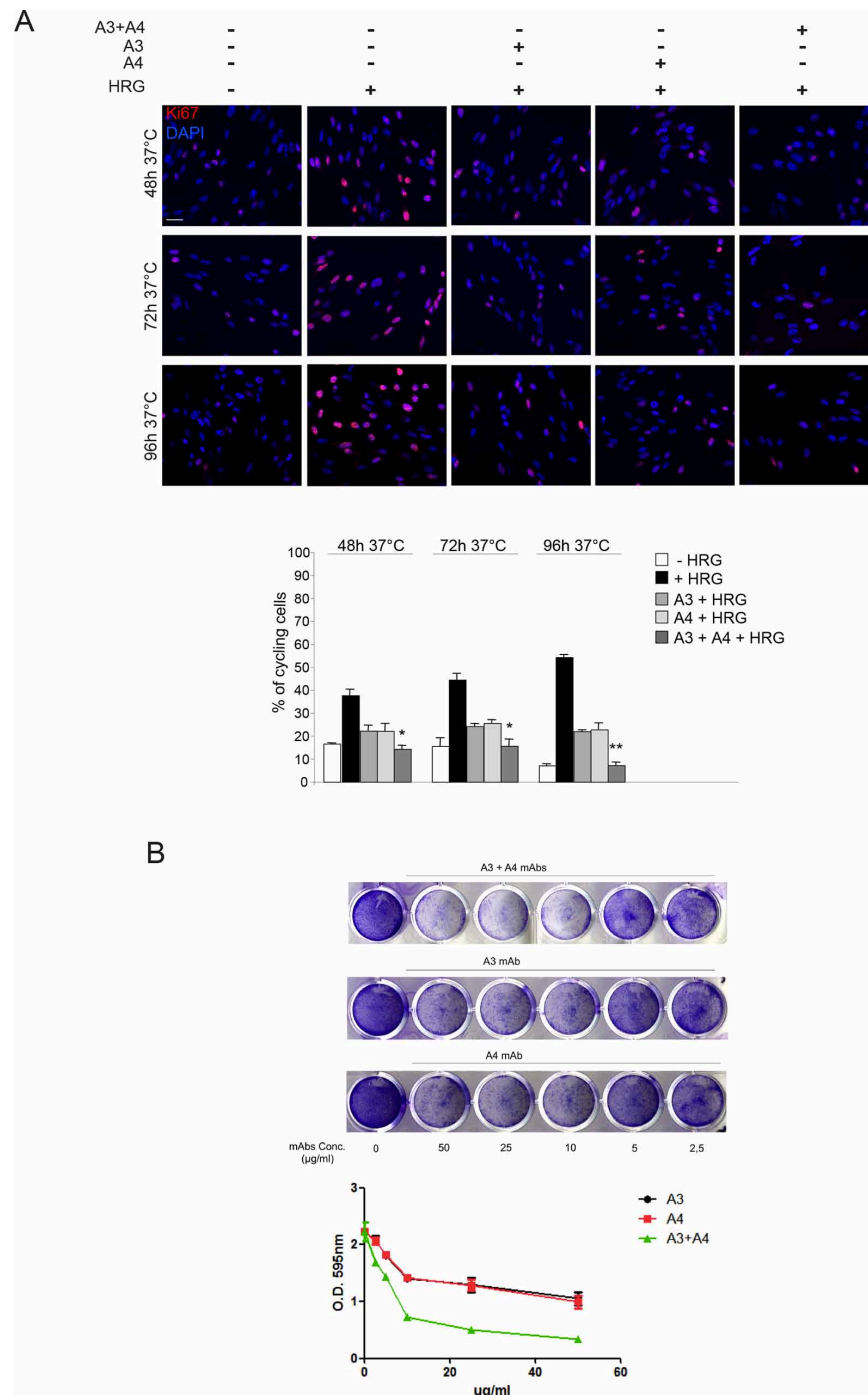 A
A3+A4 - - - - +
A3 - - + - -
A4 - - - + -
HRG - + + + +
Ki67
DAPI
48h 37°C
72h 37°C
96h 37°C
48h 37°C 72h 37°C 96h 37°C
% of cycling cells
100
90
80
70
60
50
40
30
20
10
0
* * **
- HRG
+ HRG
A3 + HRG
A4 + HRG
A3 + A4 + HRG
B
A3 + A4 mAbs
A3 mAb
A4 mAb
mAbs Conc. 0 50 25 10 5 2,5
(µg/ml)
O.D. 595nm
3
2
1
0
0 20 40 60
µg/ml
A3
A4
A3+A4